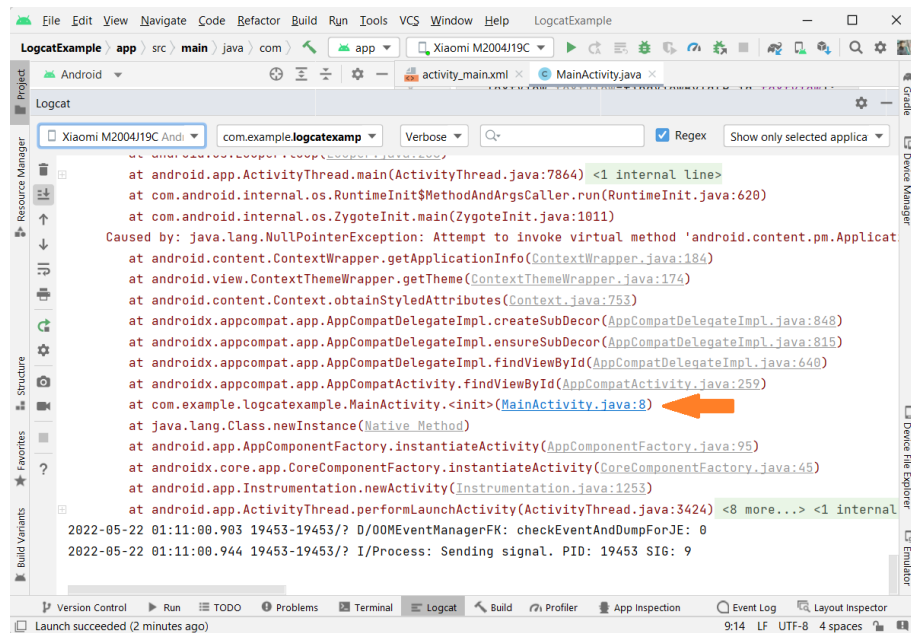 File Edit View Navigate Code Refactor Build Run Tools VCS Window Help LogcatExample
LogcatExample app src main java com app Xiaomi M2004J19C
Project
Android activity_main.xml MainActivity.java
Gradle
Logcat
Xiaomi M2004J19C Andr com.example.logcatexamp Verbose Regex Show only selected applicat
Resource Manager
Device Manager
at android.os.Looper.loop(Looper.java:
at android.app.ActivityThread.main(ActivityThread.java:7864) <1 internal line>
at com.android.internal.os.RuntimeInit$MethodAndArgsCaller.run(RuntimeInit.java:620)
at com.android.internal.os.ZygoteInit.main(ZygoteInit.java:1011)
Caused by: java.lang.NullPointerException: Attempt to invoke virtual method 'android.content.pm.Applicat
at android.content.ContextWrapper.getApplicationInfo(ContextWrapper.java:184)
at android.view.ContextThemeWrapper.getTheme(ContextThemeWrapper.java:174)
at android.content.Context.obtainStyledAttributes(Context.java:753)
at androidx.appcompat.app.AppCompatDelegateImpl.createSubDecor(AppCompatDelegateImpl.java:848)
at androidx.appcompat.app.AppCompatDelegateImpl.ensureSubDecor(AppCompatDelegateImpl.java:815)
at androidx.appcompat.app.AppCompatDelegateImpl.findViewById(AppCompatDelegateImpl.java:640)
at androidx.appcompat.app.AppCompatActivity.findViewById(AppCompatActivity.java:259)
at com.example.logcatexample.MainActivity.<init>(MainActivity.java:8)
at java.lang.Class.newInstance(Native Method)
at android.app.AppComponentFactory.instantiateActivity(AppComponentFactory.java:95)
at androidx.core.app.CoreComponentFactory.instantiateActivity(CoreComponentFactory.java:45)
at android.app.Instrumentation.newActivity(Instrumentation.java:1253)
at android.app.ActivityThread.performLaunchActivity(ActivityThread.java:3424) <8 more...> <1 internal
2022-05-22 01:11:00.903 19453-19453/? D/OOMEventManagerFK: checkEventAndDumpForJE: 0
2022-05-22 01:11:00.944 19453-19453/? I/Process: Sending signal. PID: 19453 SIG: 9
Structure
Favorites
Build Variants
Device File Explorer
Emulator
Version Control Run TODO Problems Terminal Logcat Build Profiler App Inspection Event Log Layout Inspector
Launch succeeded (2 minutes ago) 9:14 LF UTF-8 4 spaces